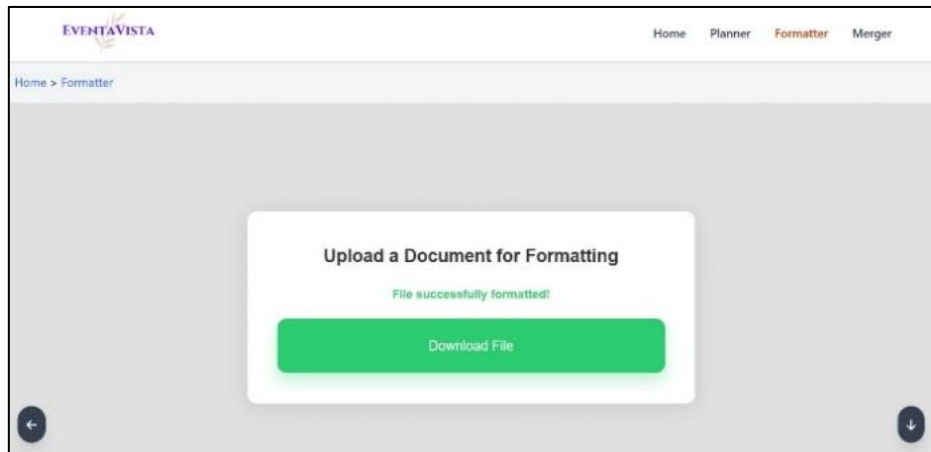 EVENTAVISTA
Home Planner Formatter Merger
Home > Formatter
Upload a Document for Formatting
File successfully formatted!
Download File